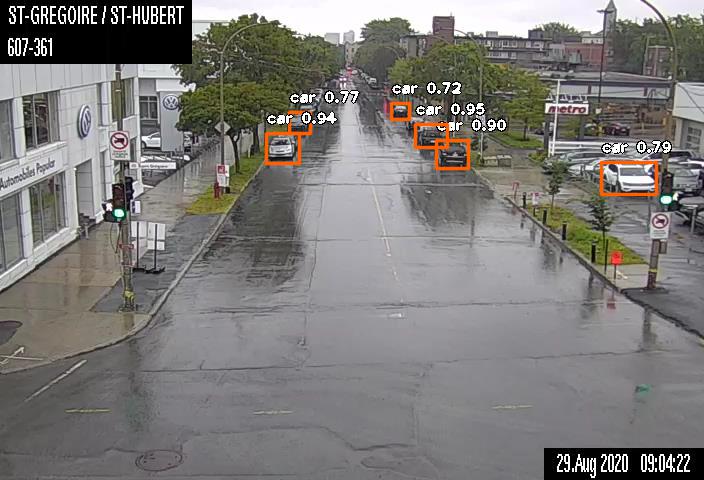 ST-GREGOIRE / ST-HUBERT
607-361
car 0.72
car 0.77
car 0.95
car 0.94
car 0.90
car 0.79
metro
Automobiles Popular
29.Aug 2020 09:04:22